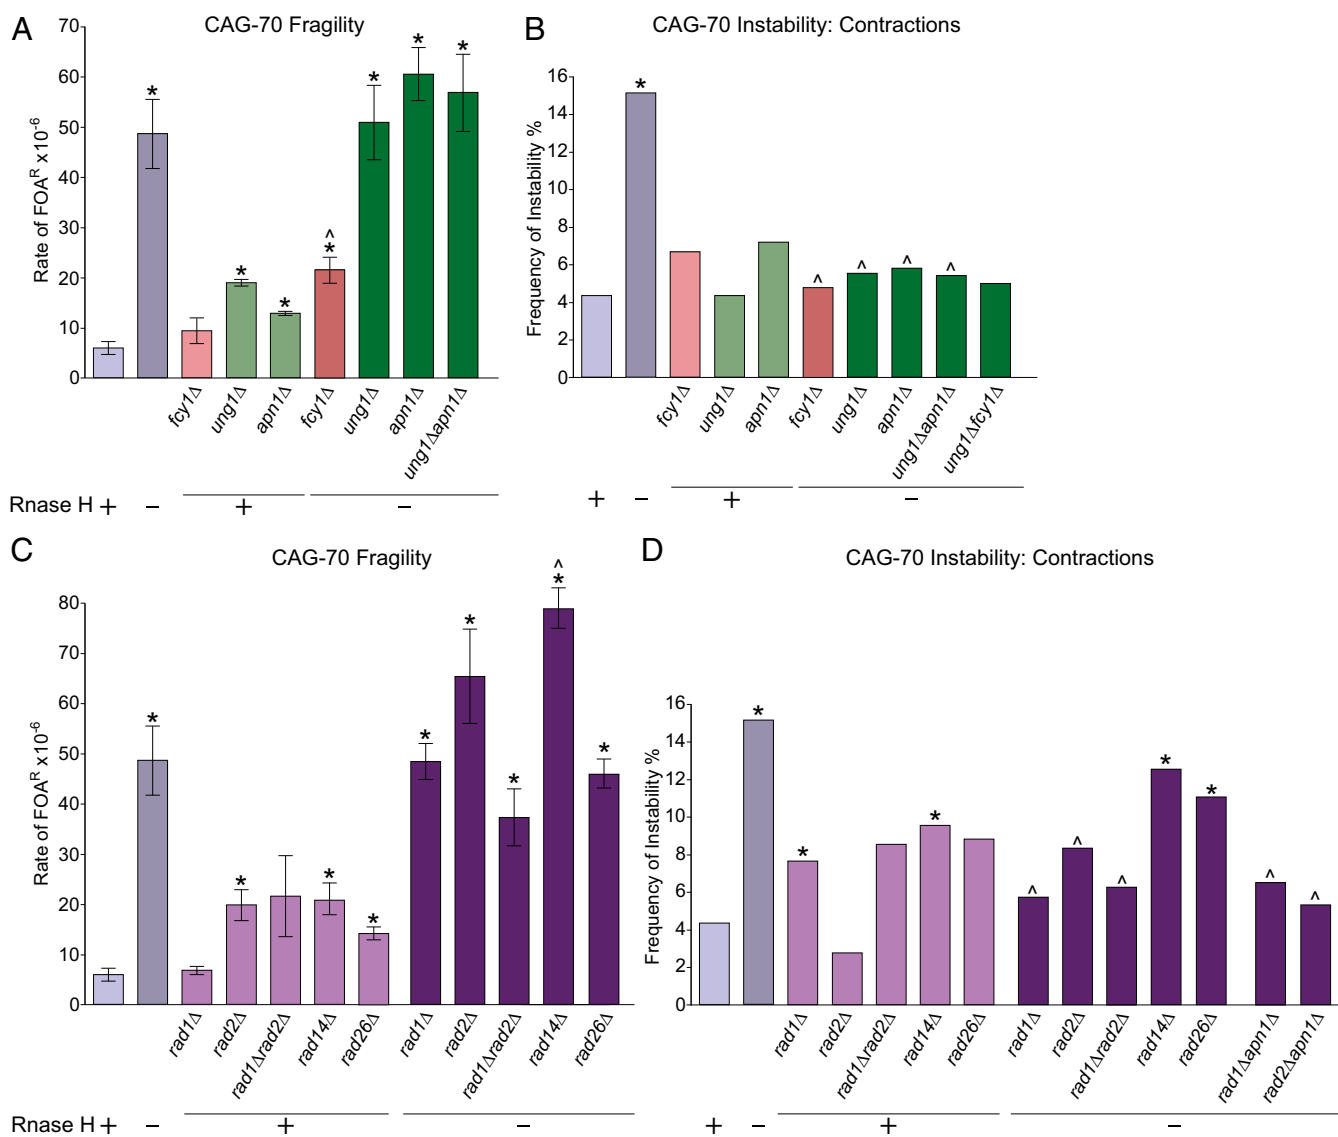 A
CAG-70 Fragility
Rate of FOA^R x10^-6
70
60
50
40
30
20
10
0
* * * ^ * * * *
fcy1Δ ung1Δ apn1Δ fcy1Δ ung1Δ apn1Δ ung1Δapn1Δ
Rnase H + − + −
B
CAG-70 Instability: Contractions
Frequency of Instability %
16
14
12
10
8
6
4
2
0
* ^ ^ ^ ^
fcy1Δ ung1Δ apn1Δ fcy1Δ ung1Δ apn1Δ ung1Δapn1Δ ung1Δfcy1Δ
+ − + −
C
CAG-70 Fragility
Rate of FOA^R x10^-6
80
70
60
50
40
30
20
10
0
* * * * * * * ^ * *
rad1Δ rad2Δ rad1Δrad2Δ rad14Δ rad26Δ rad1Δ rad2Δ rad1Δrad2Δ rad14Δ rad26Δ
Rnase H + − + −
D
CAG-70 Instability: Contractions
Frequency of Instability %
16
14
12
10
8
6
4
2
0
* * * ^ ^ ^ * * ^ ^
rad1Δ rad2Δ rad1Δrad2Δ rad14Δ rad26Δ rad1Δ rad2Δ rad1Δrad2Δ rad14Δ rad26Δ rad1Δapn1Δ rad2Δapn1Δ
+ − + −